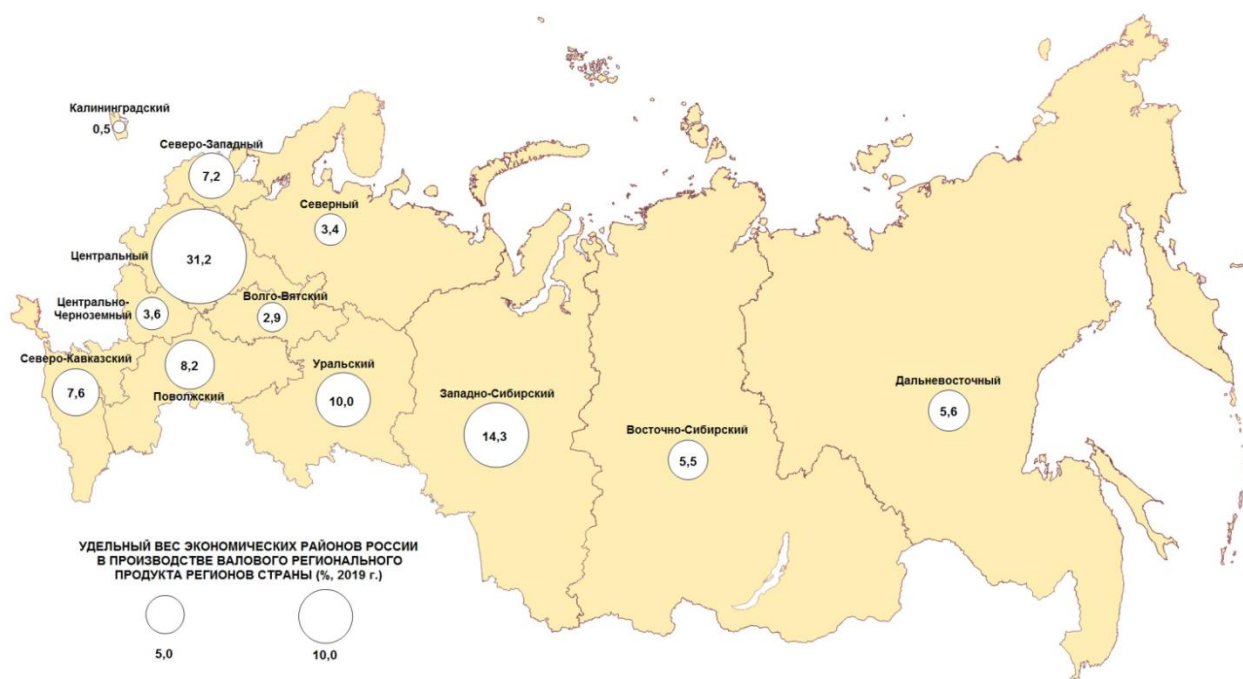 Калининградский
0,5
Северо-Западный
7,2
Северный
3,4
Центральный
31,2
Центрально-
Черноземный
3,6
Волго-Вятский
2,9
Северо-Кавказский
7,6
8,2
Поволжский
Уральский
10,0
Западно-Сибирский
14,3
Восточно-Сибирский
5,5
Дальневосточный
5,6
УДЕЛЬНЫЙ ВЕС ЭКОНОМИЧЕСКИХ РАЙОНОВ РОССИИ
В ПРОИЗВОДСТВЕ ВАЛОВОГО РЕГИОНАЛЬНОГО
ПРОДУКТА РЕГИОНОВ СТРАНЫ (%, 2019 г.)
5,0
10,0